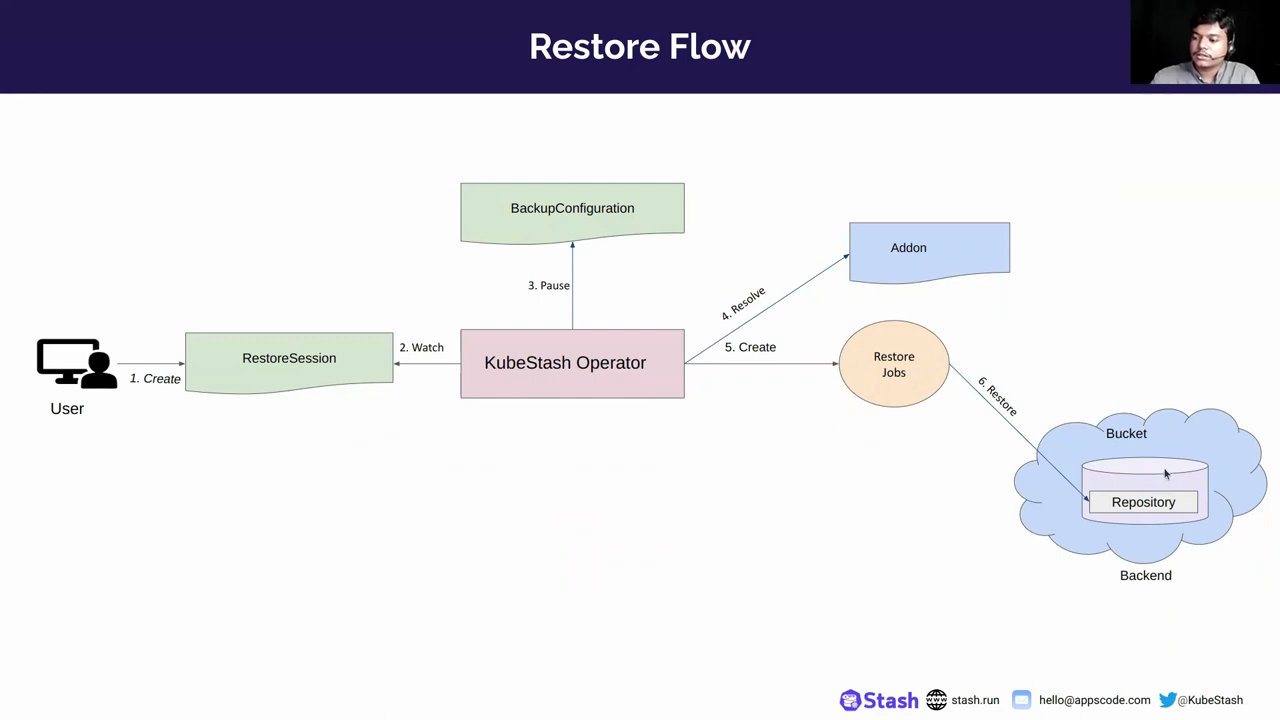 Restore Flow
BackupConfiguration
Addon
3. Pause
4. Resolve
RestoreSession
2. Watch
KubeStash Operator
5. Create
Restore
Jobs
1. Create
User
6. Restore
Bucket
Repository
Backend
Stash
stash.run
hello@appscode.com
@KubeStash